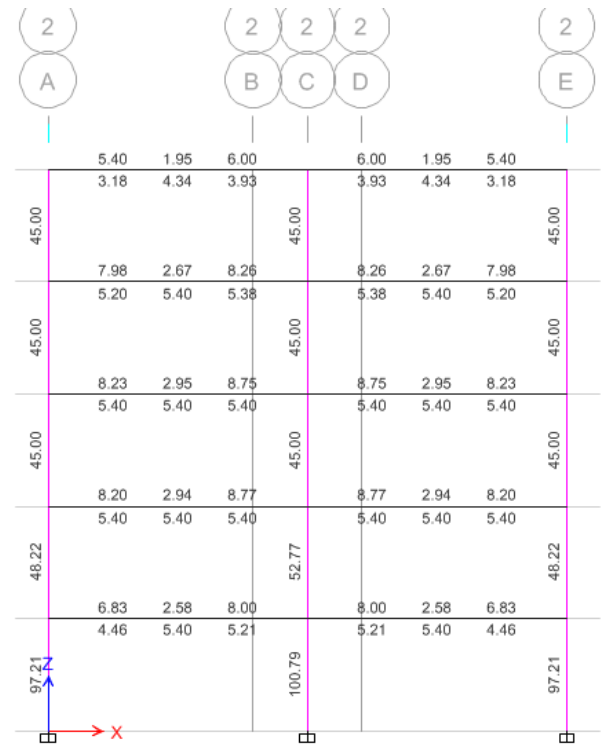 2 2 2 2 2
A B C D E
5.40 1.95 6.00 6.00 1.95 5.40
3.18 4.34 3.93 3.93 4.34 3.18
45.00 45.00 45.00
7.98 2.67 8.26 8.26 2.67 7.98
5.20 5.40 5.38 5.38 5.40 5.20
45.00 45.00 45.00
8.23 2.95 8.75 8.75 2.95 8.23
5.40 5.40 5.40 5.40 5.40 5.40
45.00 45.00 45.00
8.20 2.94 8.77 8.77 2.94 8.20
5.40 5.40 5.40 5.40 5.40 5.40
48.22 52.77 48.22
6.83 2.58 8.00 8.00 2.58 6.83
4.46 5.40 5.21 5.21 5.40 4.46
97.21 100.79 97.21
Z
X